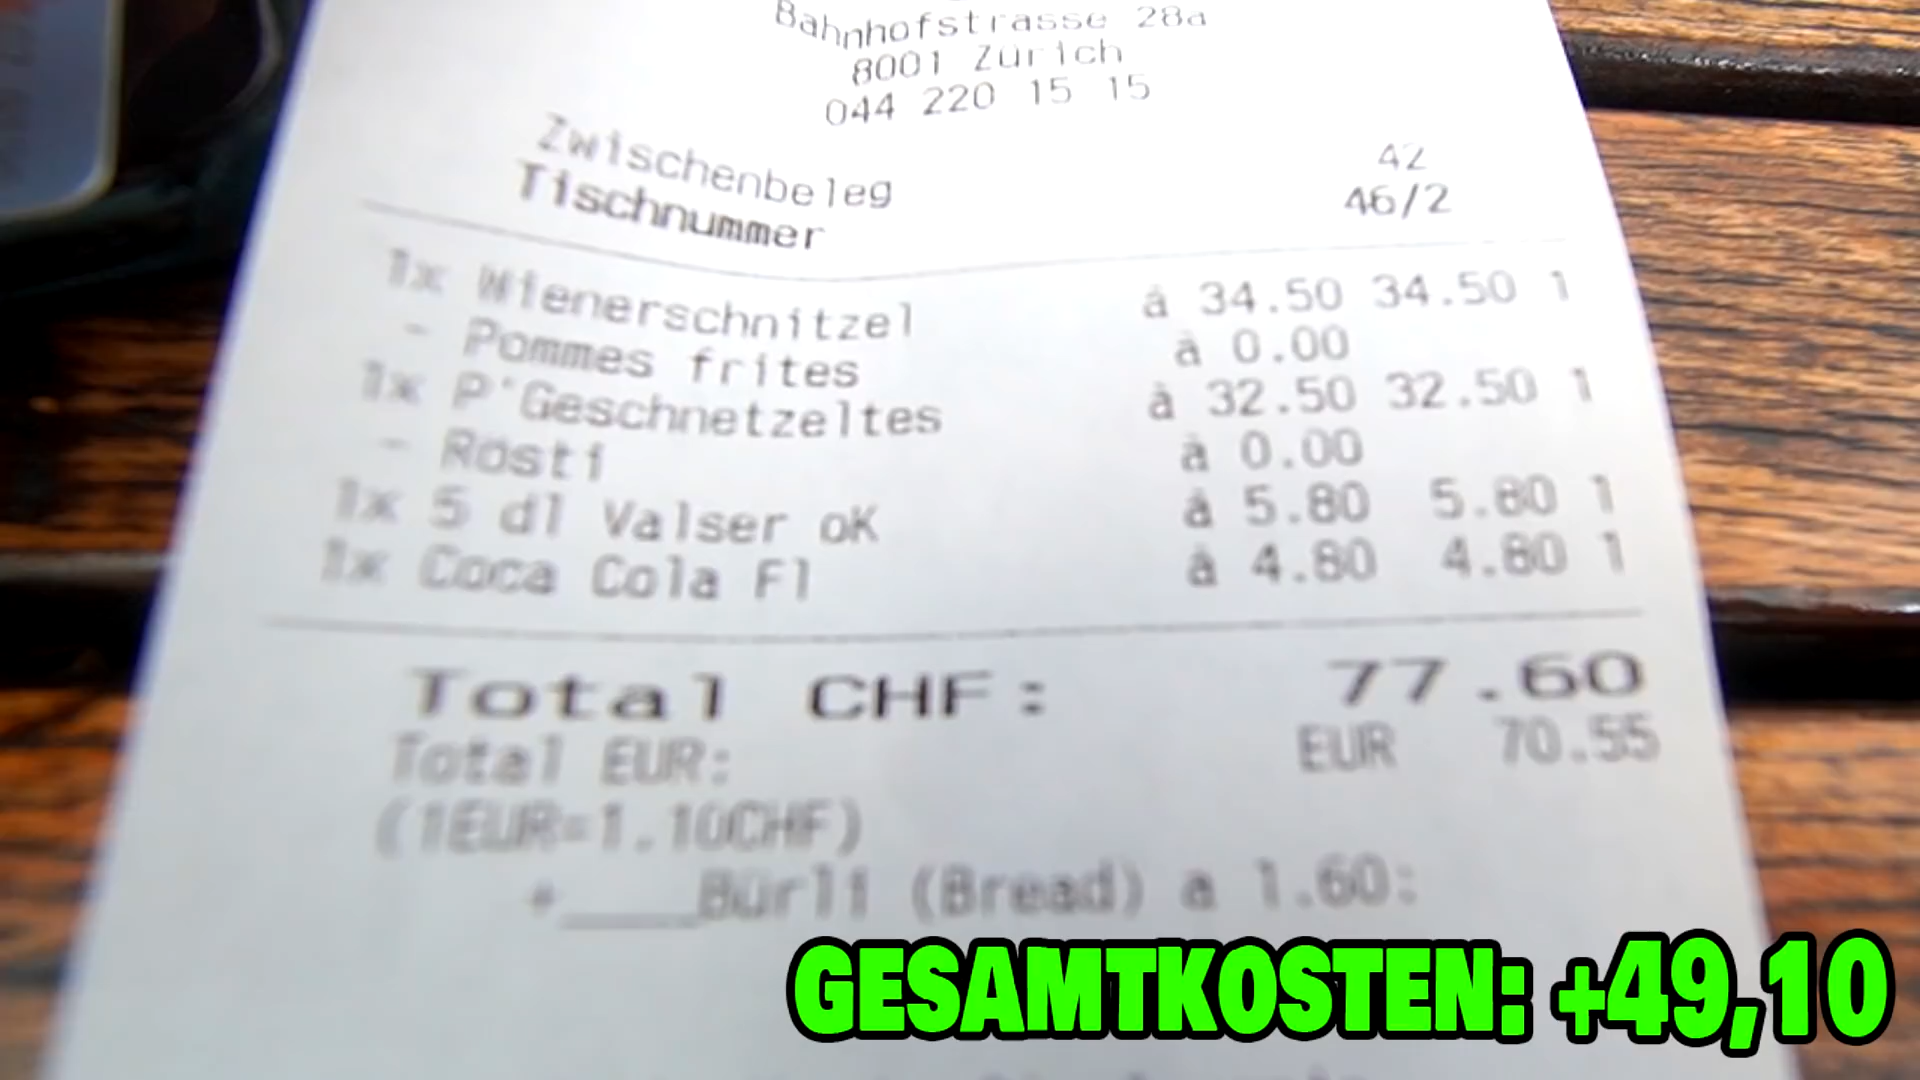 Bahnhofstrasse 28a
8001 Zürich
044 220 15 15
Zwischenbeleg 42
Tischnummer 46/2
1x Wienerschnitzel à 34.50 34.50 1
- Pommes frites à 0.00
1x P'Geschnetzeltes à 32.50 32.50 1
- Rösti à 0.00
1x 5 dl Valser oK à 5.80 5.80 1
1x Coca Cola Fl à 4.80 4.80 1
Total CHF: 77.60
Total EUR: EUR 70.55
(1EUR=1.10CHF)
+____Bürli (Bread) a 1.60:
GESAMTKOSTEN: +49,10